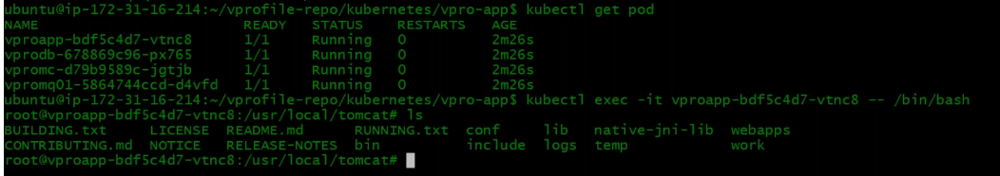 ubuntu@ip-172-31-16-214:~/vprofile-repo/kubernetes/vpro-app$ kubectl get pod
NAME READY STATUS RESTARTS AGE
vproapp-bdf5c4d7-vtnc8 1/1 Running 0 2m26s
vprodb-678869c96-px765 1/1 Running 0 2m26s
vpromc-d79b9589c-jgtjb 1/1 Running 0 2m26s
vpromq01-5864744ccd-d4vfd 1/1 Running 0 2m26s
ubuntu@ip-172-31-16-214:~/vprofile-repo/kubernetes/vpro-app$ kubectl exec -it vproapp-bdf5c4d7-vtnc8 -- /bin/bash
root@vproapp-bdf5c4d7-vtnc8:/usr/local/tomcat# ls
BUILDING.txt LICENSE README.md RUNNING.txt conf lib native-jni-lib webapps
CONTRIBUTING.md NOTICE RELEASE-NOTES bin include logs temp work
root@vproapp-bdf5c4d7-vtnc8:/usr/local/tomcat#